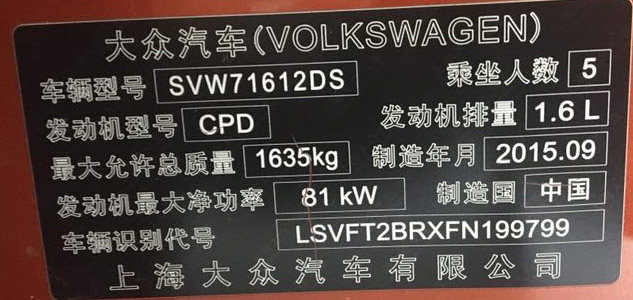 大众汽车(VOLKSWAGEN)
车辆型号 SVW71612DS 乘坐人数 5
发动机型号 CPD 发动机排量 1.6 L
最大允许总质量 1635kg 制造年月 2015.09
发动机最大净功率 81 kW 制造国 中国
车辆识别代号 LSVFT2BRXFN199799
上海大众汽车有限公司